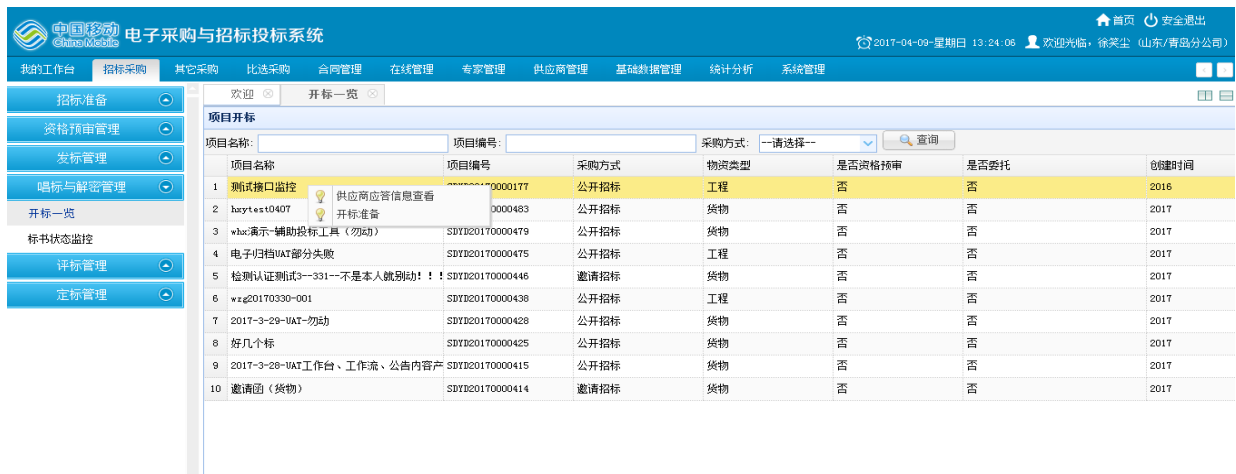 首页 安全退出
中国移动 China Mobile 电子采购与招标投标系统
2017-04-09-星期日 13:24:06 欢迎光临，徐笑尘（山东/青岛分公司）
我的工作台 招标采购 其它采购 比选采购 合同管理 在线管理 专家管理 供应商管理 基础数据管理 统计分析 系统管理
招标准备
资格预审管理
发标管理
唱标与解密管理
开标一览
标书状态监控
评标管理
定标管理
欢迎 开标一览
项目开标
项目名称: 项目编号: 采购方式: --请选择-- 查询
项目名称 项目编号 采购方式 物资类型 是否资格预审 是否委托 创建时间
1 测试接口监控 0000177 公开招标 工程 否 否 2016
供应商应答信息查看
开标准备
2 hxytest0407 000483 公开招标 货物 否 否 2017
3 whx演示-辅助投标工具（勿动） SDYD20170000479 公开招标 货物 否 否 2017
4 电子归档UAT部分失败 SDYD20170000475 公开招标 工程 否 否 2017
5 检测认证测试3--331--不是本人就别动！！！ SDYD20170000446 邀请招标 货物 否 否 2017
6 wzg20170330-001 SDYD20170000438 公开招标 工程 否 否 2017
7 2017-3-29-UAT-勿动 SDYD20170000428 公开招标 货物 否 否 2017
8 好几个标 SDYD20170000425 公开招标 货物 否 否 2017
9 2017-3-28-UAT工作台、工作流、公告内容产 SDYD20170000415 公开招标 货物 否 否 2017
10 邀请函（货物） SDYD20170000414 邀请招标 货物 否 否 2017